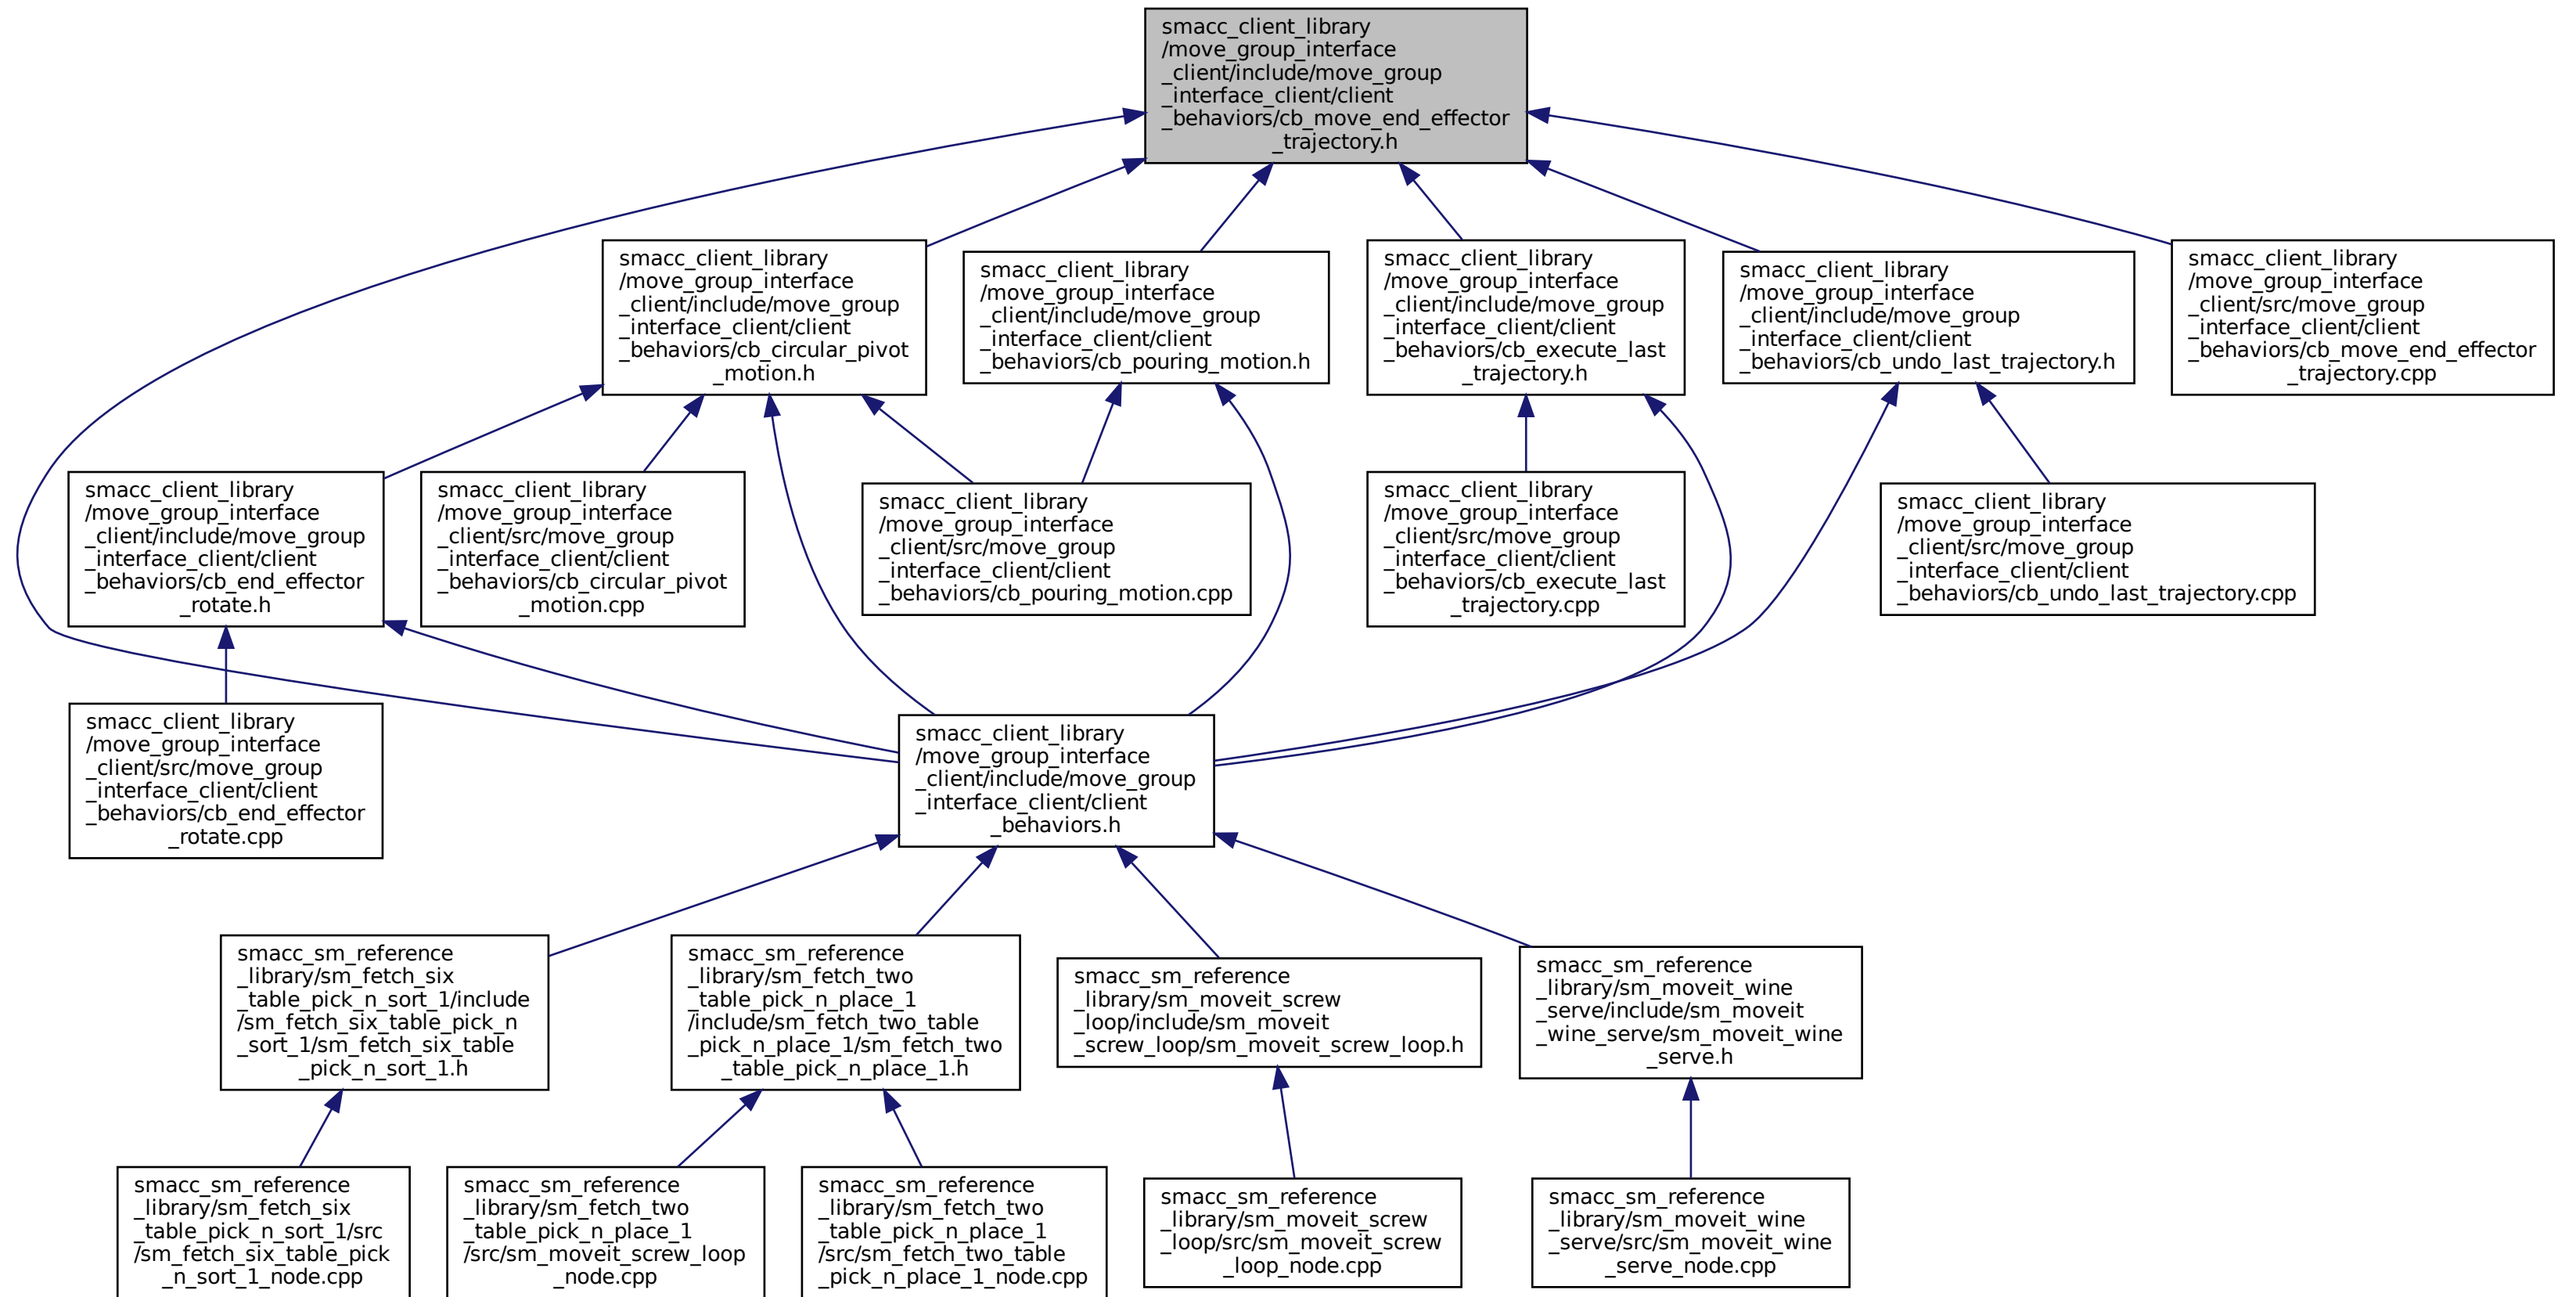 smacc_client_library
/move_group_interface
_client/include/move_group
_interface_client/client
_behaviors/cb_move_end_effector
_trajectory.h
smacc_client_library
/move_group_interface
_client/include/move_group
_interface_client/client
_behaviors/cb_circular_pivot
_motion.h
smacc_client_library
/move_group_interface
_client/include/move_group
_interface_client/client
_behaviors/cb_pouring_motion.h
smacc_client_library
/move_group_interface
_client/include/move_group
_interface_client/client
_behaviors/cb_execute_last
_trajectory.h
smacc_client_library
/move_group_interface
_client/include/move_group
_interface_client/client
_behaviors/cb_undo_last_trajectory.h
smacc_client_library
/move_group_interface
_client/src/move_group
_interface_client/client
_behaviors/cb_move_end_effector
_trajectory.cpp
smacc_client_library
/move_group_interface
_client/include/move_group
_interface_client/client
_behaviors/cb_end_effector
_rotate.h
smacc_client_library
/move_group_interface
_client/src/move_group
_interface_client/client
_behaviors/cb_circular_pivot
_motion.cpp
smacc_client_library
/move_group_interface
_client/src/move_group
_interface_client/client
_behaviors/cb_pouring_motion.cpp
smacc_client_library
/move_group_interface
_client/src/move_group
_interface_client/client
_behaviors/cb_execute_last
_trajectory.cpp
smacc_client_library
/move_group_interface
_client/src/move_group
_interface_client/client
_behaviors/cb_undo_last_trajectory.cpp
smacc_client_library
/move_group_interface
_client/src/move_group
_interface_client/client
_behaviors/cb_end_effector
_rotate.cpp
smacc_client_library
/move_group_interface
_client/include/move_group
_interface_client/client
_behaviors.h
smacc_sm_reference
_library/sm_fetch_six
_table_pick_n_sort_1/include
/sm_fetch_six_table_pick_n
_sort_1/sm_fetch_six_table
_pick_n_sort_1.h
smacc_sm_reference
_library/sm_fetch_two
_table_pick_n_place_1
/include/sm_fetch_two_table
_pick_n_place_1/sm_fetch_two
_table_pick_n_place_1.h
smacc_sm_reference
_library/sm_moveit_screw
_loop/include/sm_moveit
_screw_loop/sm_moveit_screw_loop.h
smacc_sm_reference
_library/sm_moveit_wine
_serve/include/sm_moveit
_wine_serve/sm_moveit_wine
_serve.h
smacc_sm_reference
_library/sm_fetch_six
_table_pick_n_sort_1/src
/sm_fetch_six_table_pick
_n_sort_1_node.cpp
smacc_sm_reference
_library/sm_fetch_two
_table_pick_n_place_1
/src/sm_moveit_screw_loop
_node.cpp
smacc_sm_reference
_library/sm_fetch_two
_table_pick_n_place_1
/src/sm_fetch_two_table
_pick_n_place_1_node.cpp
smacc_sm_reference
_library/sm_moveit_screw
_loop/src/sm_moveit_screw
_loop_node.cpp
smacc_sm_reference
_library/sm_moveit_wine
_serve/src/sm_moveit_wine
_serve_node.cpp